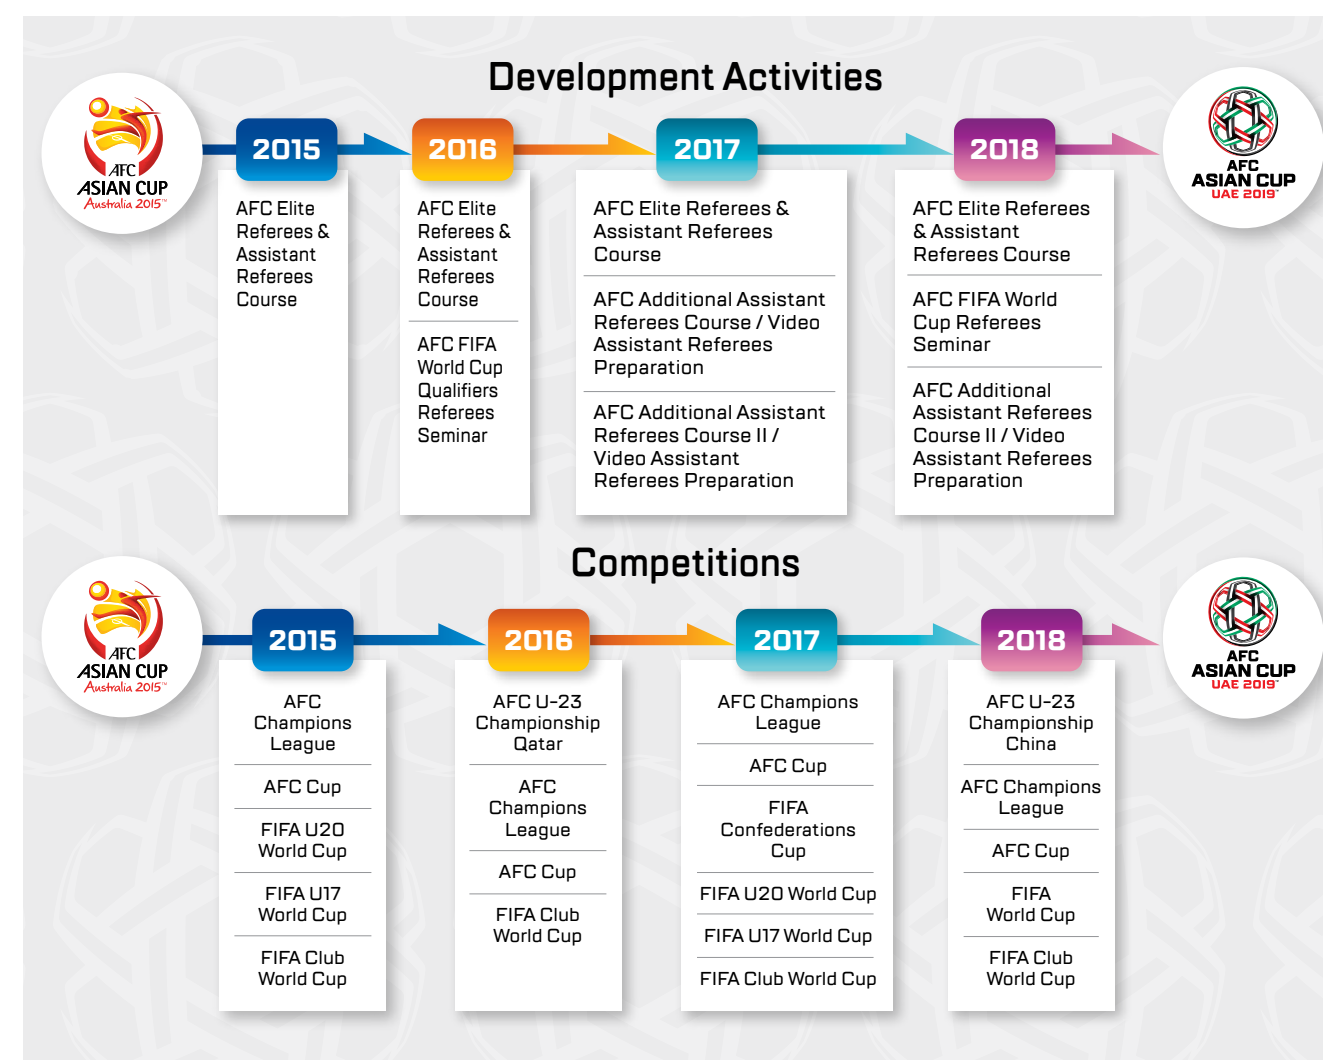 Development Activities
AFC
ASIAN CUP
Australia 2015™
2015
2016
2017
2018
AFC
ASIAN CUP
UAE 2019
AFC Elite
Referees &
Assistant
Referees
Course
AFC Elite
Referees &
Assistant
Referees
Course
AFC FIFA
World Cup
Qualifiers
Referees
Seminar
AFC Elite Referees &
Assistant Referees
Course
AFC Additional Assistant
Referees Course / Video
Assistant Referees
Preparation
AFC Additional Assistant
Referees Course II /
Video Assistant
Referees Preparation
AFC Elite Referees
& Assistant
Referees Course
AFC FIFA World
Cup Referees
Seminar
AFC Additional
Assistant Referees
Course II / Video
Assistant Referees
Preparation
Competitions
AFC
ASIAN CUP
Australia 2015™
2015
2016
2017
2018
AFC
ASIAN CUP
UAE 2019
AFC
Champions
League
AFC Cup
FIFA U20
World Cup
FIFA U17
World Cup
FIFA Club
World Cup
AFC U-23
Championship
Qatar
AFC
Champions
League
AFC Cup
FIFA Club
World Cup
AFC Champions
League
AFC Cup
FIFA
Confederations
Cup
FIFA U20 World Cup
FIFA U17 World Cup
FIFA Club World Cup
AFC U-23
Championship
China
AFC Champions
League
AFC Cup
FIFA
World Cup
FIFA Club
World Cup